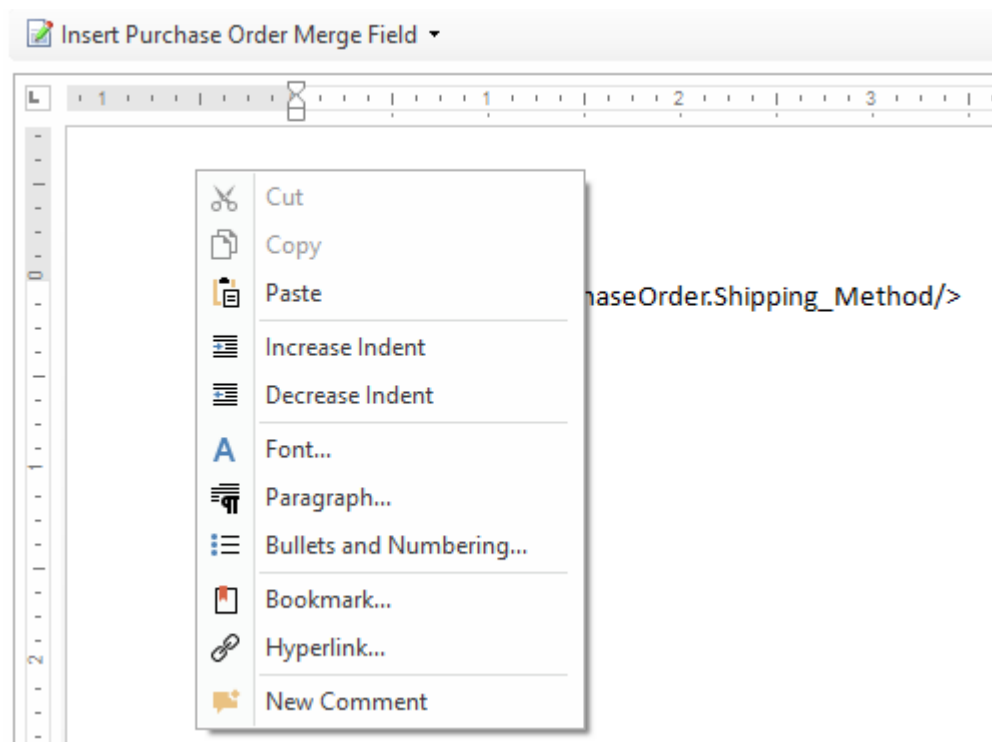 Insert Purchase Order Merge Field
L 1 1 2 3
Cut
Copy
Paste
haseOrder.Shipping_Method/>
Increase Indent
Decrease Indent
Font...
Paragraph...
Bullets and Numbering...
Bookmark...
Hyperlink...
New Comment
0
1
2